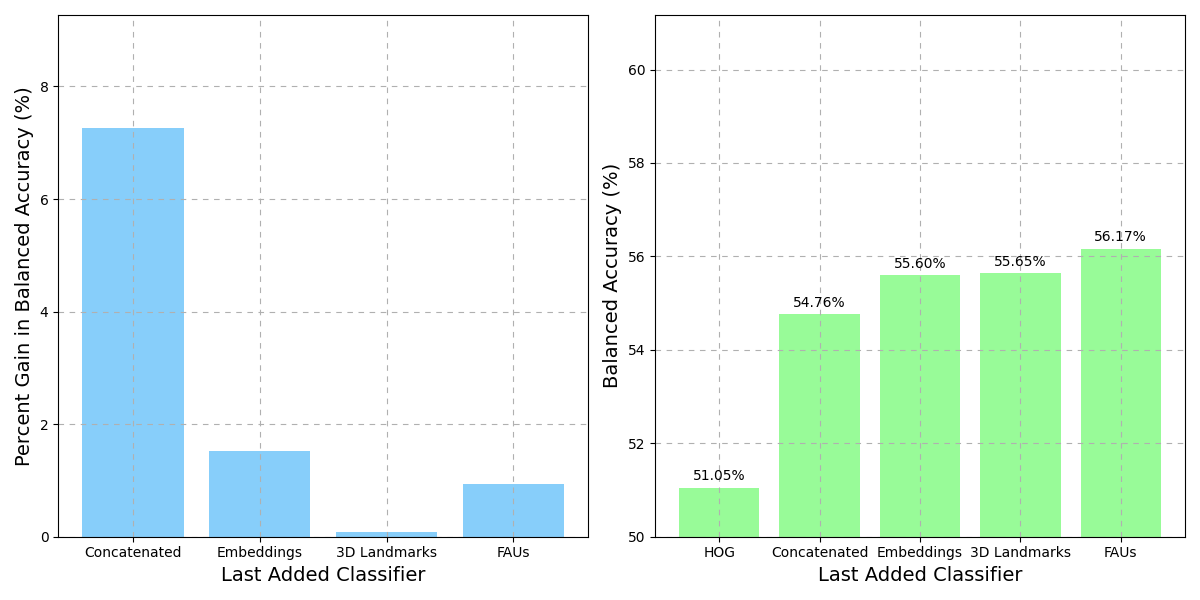 Percent Gain in Balanced Accuracy (%)
8
6
4
2
0
Concatenated Embeddings 3D Landmarks FAUs
Last Added Classifier
Balanced Accuracy (%)
60
58
56
54
52
50
51.05%
54.76%
55.60%
55.65%
56.17%
HOG Concatenated Embeddings 3D Landmarks FAUs
Last Added Classifier